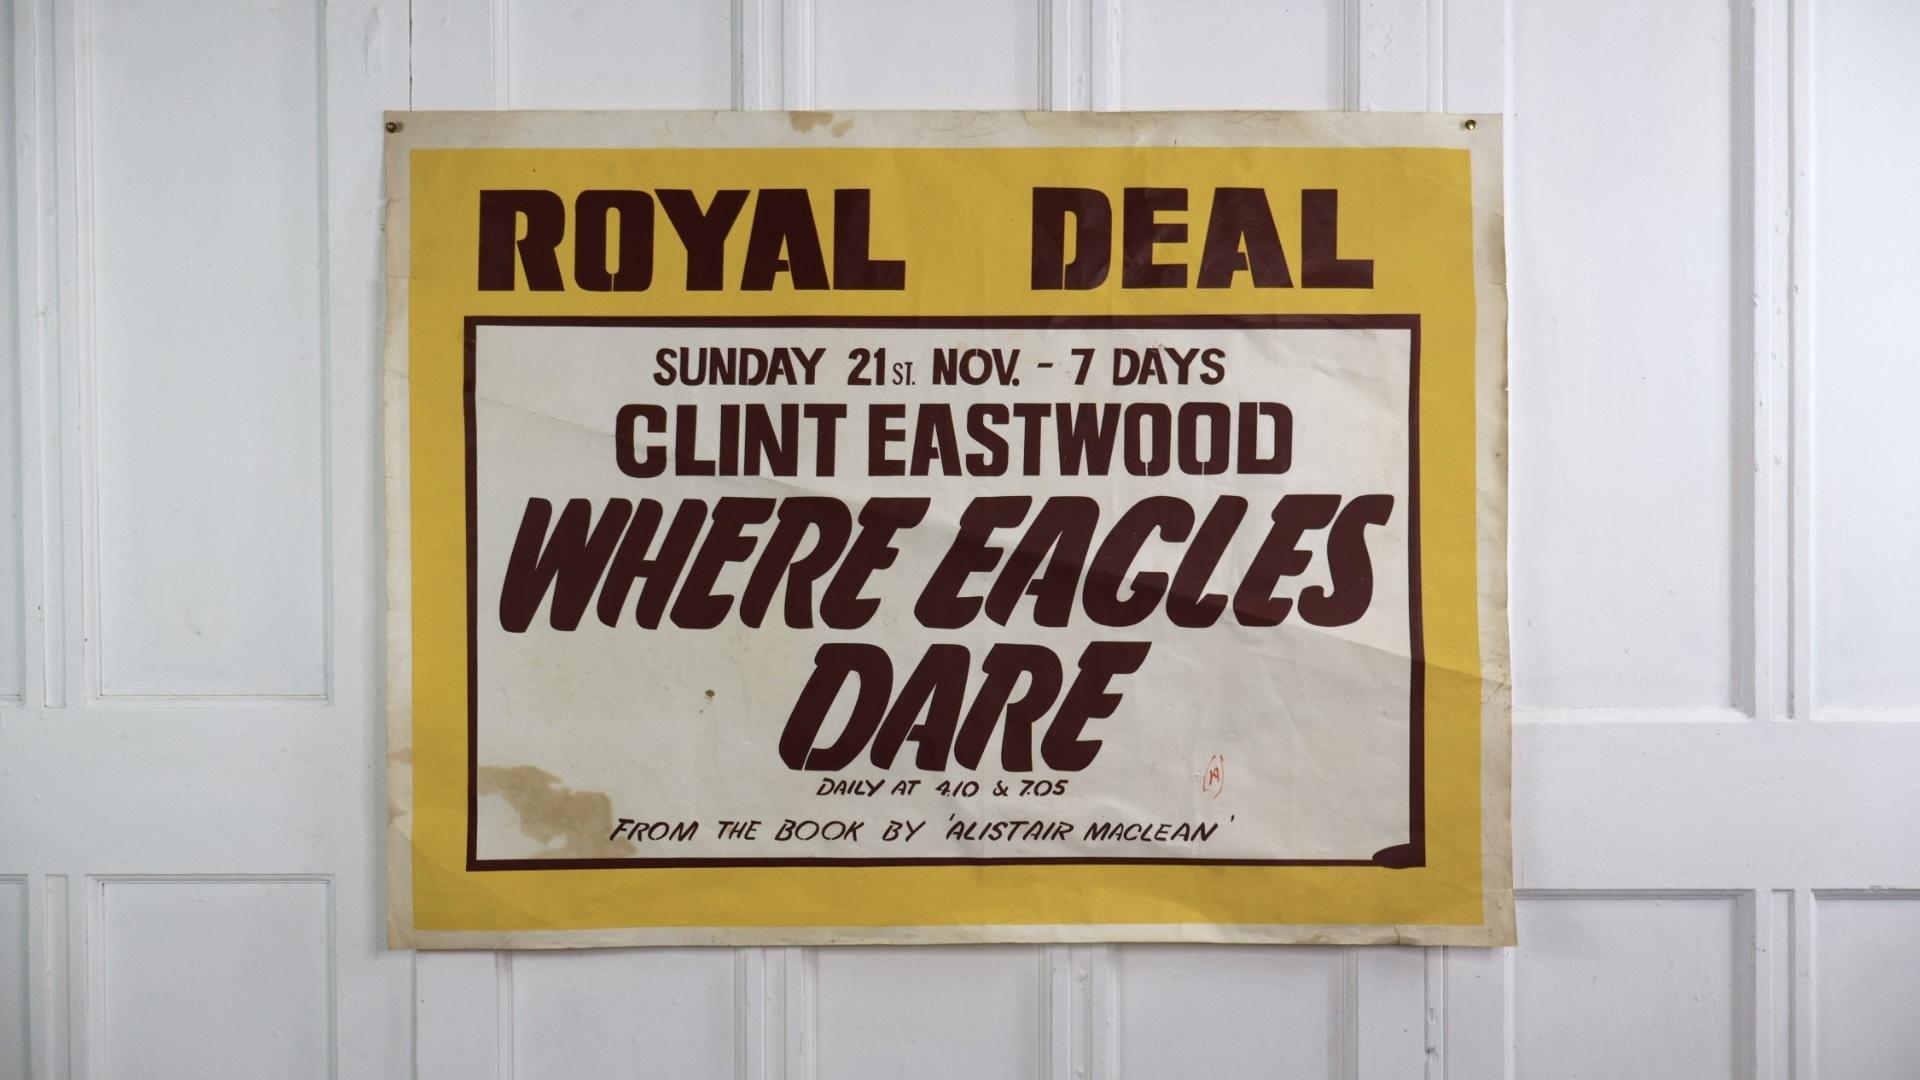 ROYAL DEAL
SUNDAY 21ST. NOV. - 7 DAYS
CLINT EASTWOOD
WHERE EAGLES
DARE
DAILY AT 4.10 & 7.05
(A)
FROM THE BOOK BY 'ALISTAIR MACLEAN'